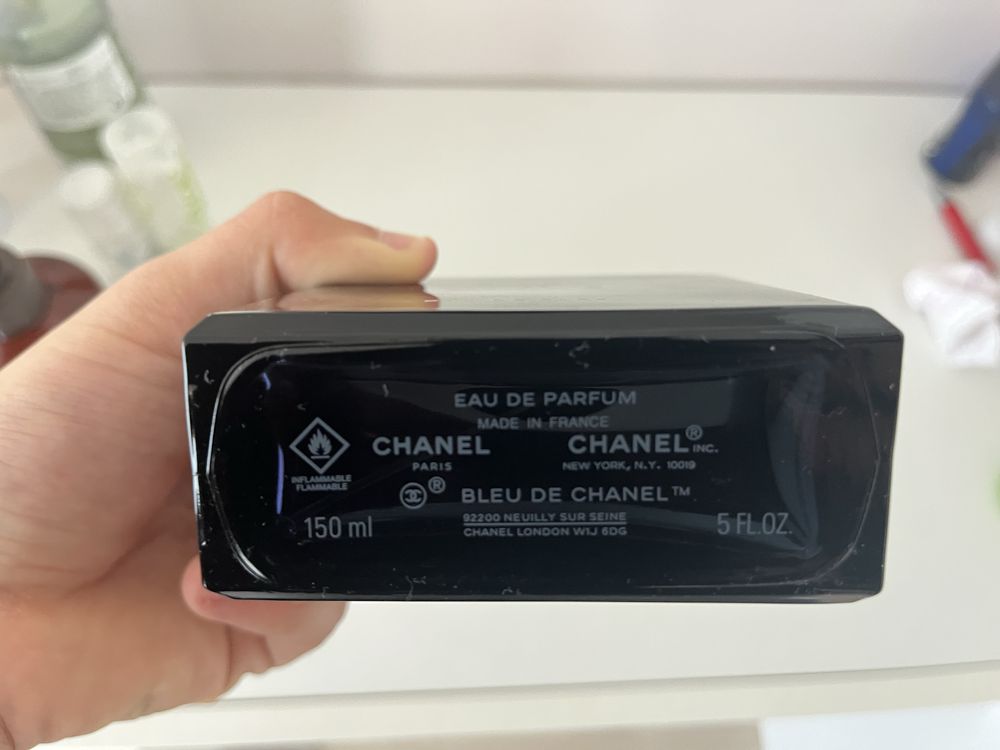 EAU DE PARFUM
MADE IN FRANCE
CHANEL
PARIS
CHANEL® INC.
NEW YORK, N.Y. 10019
INFLAMMABLE
FLAMMABLE
® BLEU DE CHANEL™
150 ml
92200 NEUILLY SUR SEINE
CHANEL LONDON W1J 6DG
5 FL.OZ.